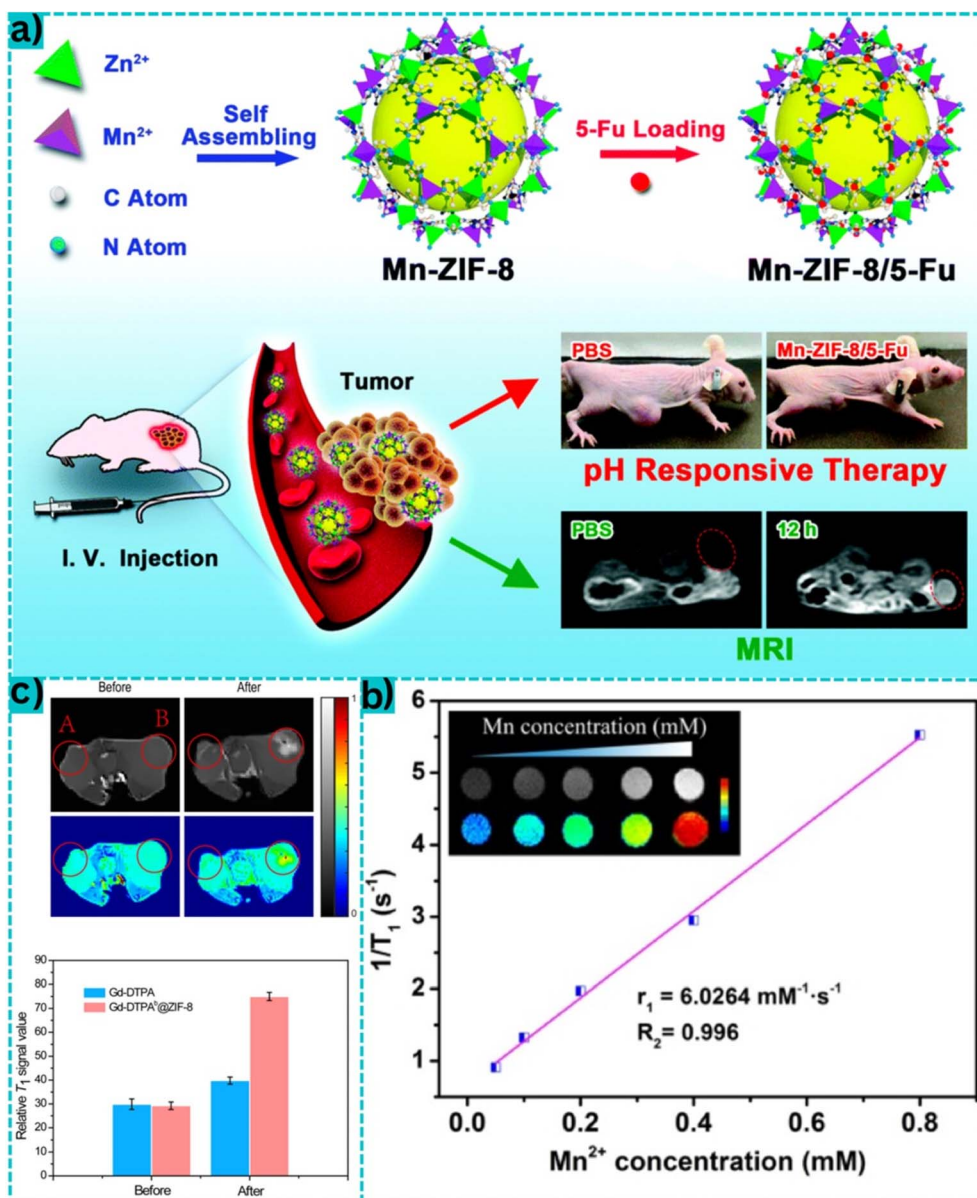 a)
Zn²⁺
Mn²⁺
C Atom
N Atom
Self
Assembling
Mn-ZIF-8
5-Fu Loading
Mn-ZIF-8/5-Fu
I. V. Injection
Tumor
PBS
Mn-ZIF-8/5-Fu
pH Responsive Therapy
PBS
12 h
MRI
c)
Before
After
A
B
1
0
Relative T₁ signal value
90
80
70
60
50
40
30
20
10
0
Gd-DTPA
Gd-DTPAᵇ@ZIF-8
Before
After
b)
1/T₁ (s⁻¹)
6
5
4
3
2
1
Mn concentration (mM)
r₁ = 6.0264 mM⁻¹·s⁻¹
R₂= 0.996
0.0
0.2
0.4
0.6
0.8
Mn²⁺ concentration (mM)